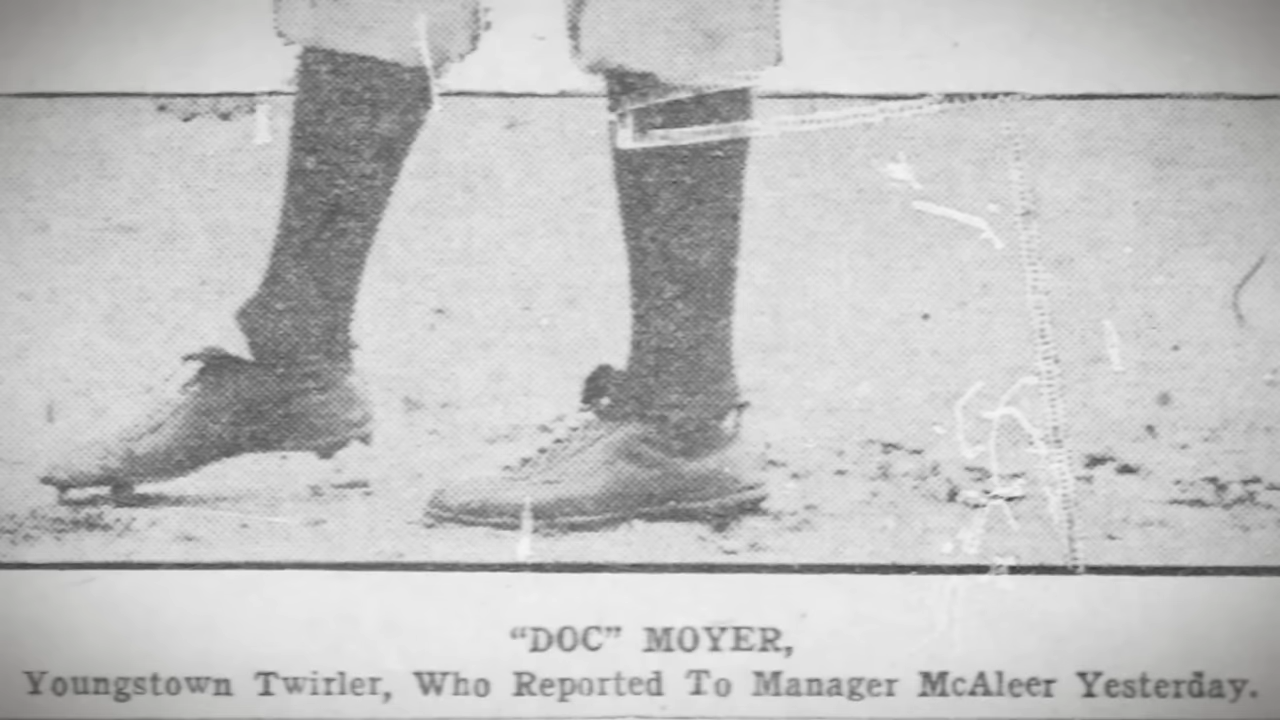 “DOC” MOYER,
Youngstown Twirler, Who Reported To Manager McAleer Yesterday.